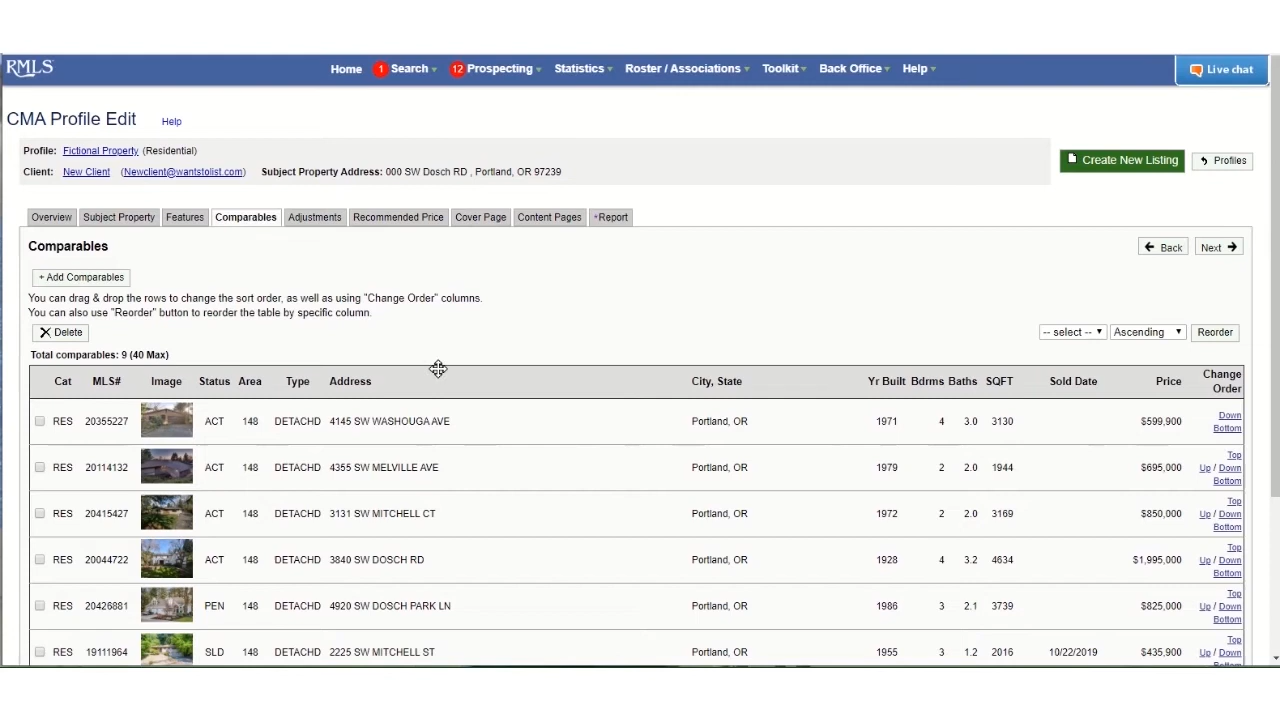 RMLS Home 1 Search 12 Prospecting Statistics Roster / Associations Toolkit Back Office Help Live chat
CMA Profile Edit Help
Profile: Fictional Property (Residential)
Create New Listing Profiles
Client: New Client (Newclient@wantstolist.com) Subject Property Address: 000 SW Dosch RD , Portland, OR 97239
Overview Subject Property Features Comparables Adjustments Recommended Price Cover Page Content Pages *Report
Comparables Back Next
+ Add Comparables
You can drag & drop the rows to change the sort order, as well as using "Change Order" columns.
You can also use "Reorder" button to reorder the table by specific column.
Delete -- select -- Ascending Reorder
Total comparables: 9 (40 Max)
Cat MLS# Image Status Area Type Address City, State Yr Built Bdrms Baths SQFT Sold Date Price Change Order
RES 20355227 ACT 148 DETACHD 4145 SW WASHOUGA AVE Portland, OR 1971 4 3.0 3130 $599,900 Down Bottom
RES 20114132 ACT 148 DETACHD 4355 SW MELVILLE AVE Portland, OR 1979 2 2.0 1944 $695,000 Top Up / Down Bottom
RES 20415427 ACT 148 DETACHD 3131 SW MITCHELL CT Portland, OR 1972 2 2.0 3169 $850,000 Top Up / Down Bottom
RES 20044722 ACT 148 DETACHD 3840 SW DOSCH RD Portland, OR 1928 4 3.2 4634 $1,995,000 Top Up / Down Bottom
RES 20426881 PEN 148 DETACHD 4920 SW DOSCH PARK LN Portland, OR 1986 3 2.1 3739 $825,000 Top Up / Down Bottom
RES 19111964 SLD 148 DETACHD 2225 SW MITCHELL ST Portland, OR 1955 3 1.2 2016 10/22/2019 $435,900 Top Up / Down Bottom